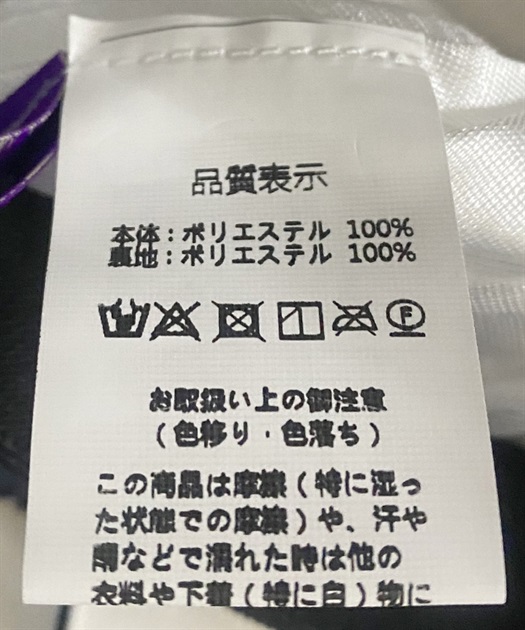 品質表示
本体：ポリエステル 100%
裏地：ポリエステル 100%
F
お取扱い上の御注意
（色移り・色落ち）
この商品は摩擦（特に湿っ
た状態での摩擦）や、汗や
雨などで濡れた時は他の
衣料や下着（特に白）物に